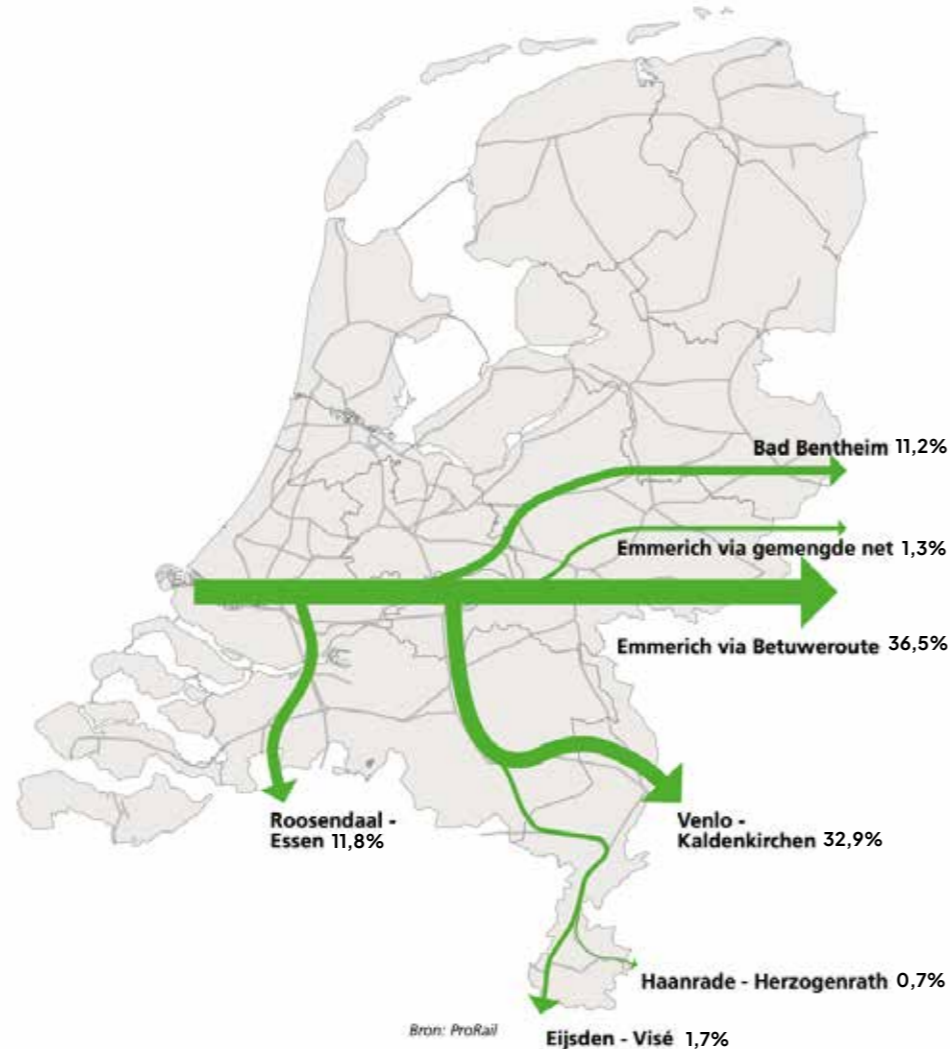 Bad Bentheim 11,2%
Emmerich via gemengde net 1,3%
Emmerich via Betuweroute 36,5%
Roosendaal -
Essen 11,8%
Venlo -
Kaldenkirchen 32,9%
Haanrade - Herzogenrath 0,7%
Bron: ProRail
Eijsden - Visé 1,7%